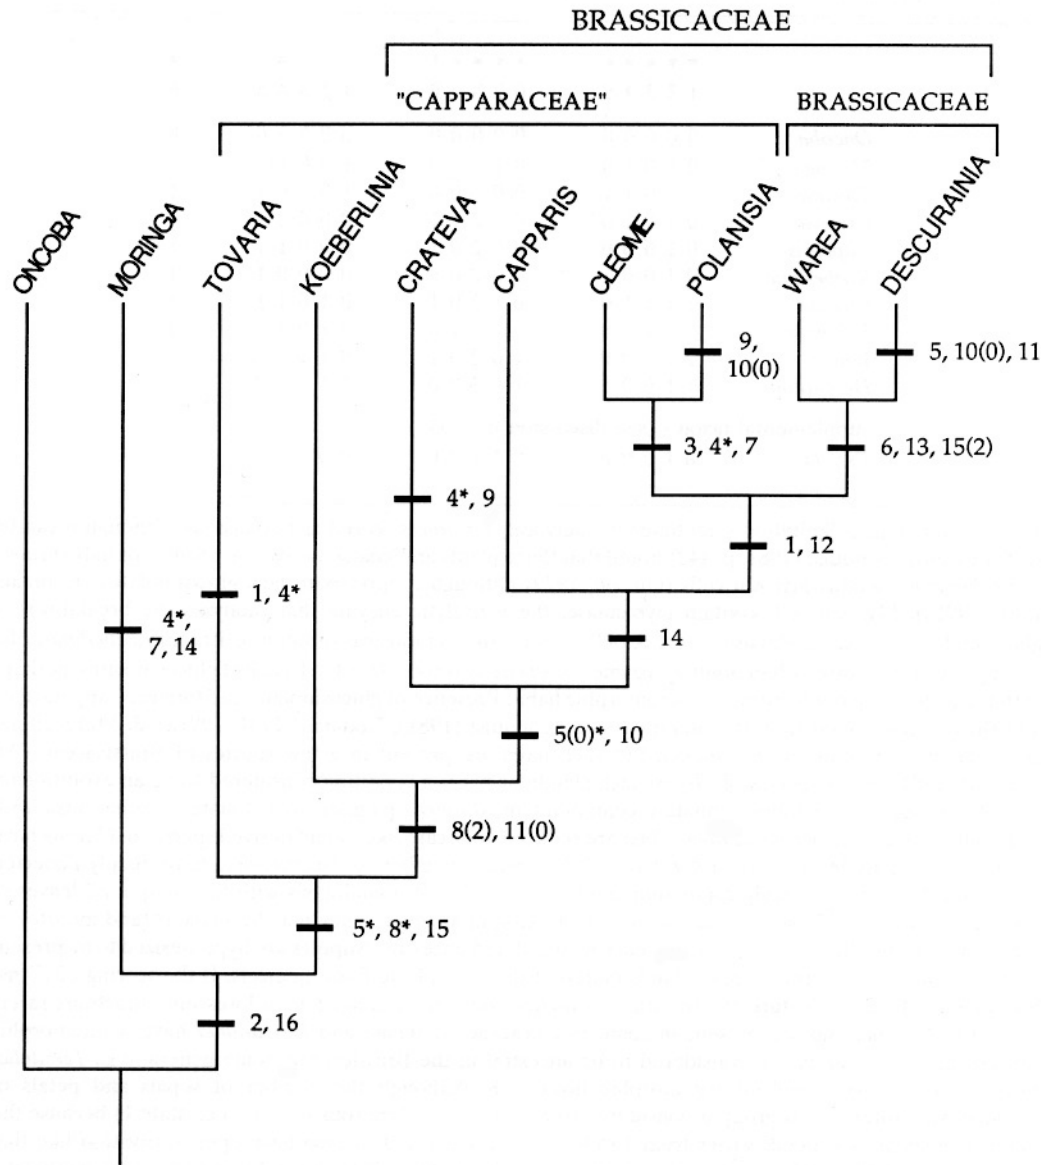 BRASSICACEAE
"CAPPARACEAE"
BRASSICACEAE
ONCOBA
MORINGA
TOVARIA
KOEBERLINIA
CRATEVA
CAPPARIS
CLEOME
POLANISIA
WAREA
DESCURAINIA
9,
10(0)
5, 10(0), 11
3, 4*, 7
6, 13, 15(2)
4*, 9
1, 12
1, 4*
4*,
7, 14
14
5(0)*, 10
8(2), 11(0)
5*, 8*, 15
2, 16